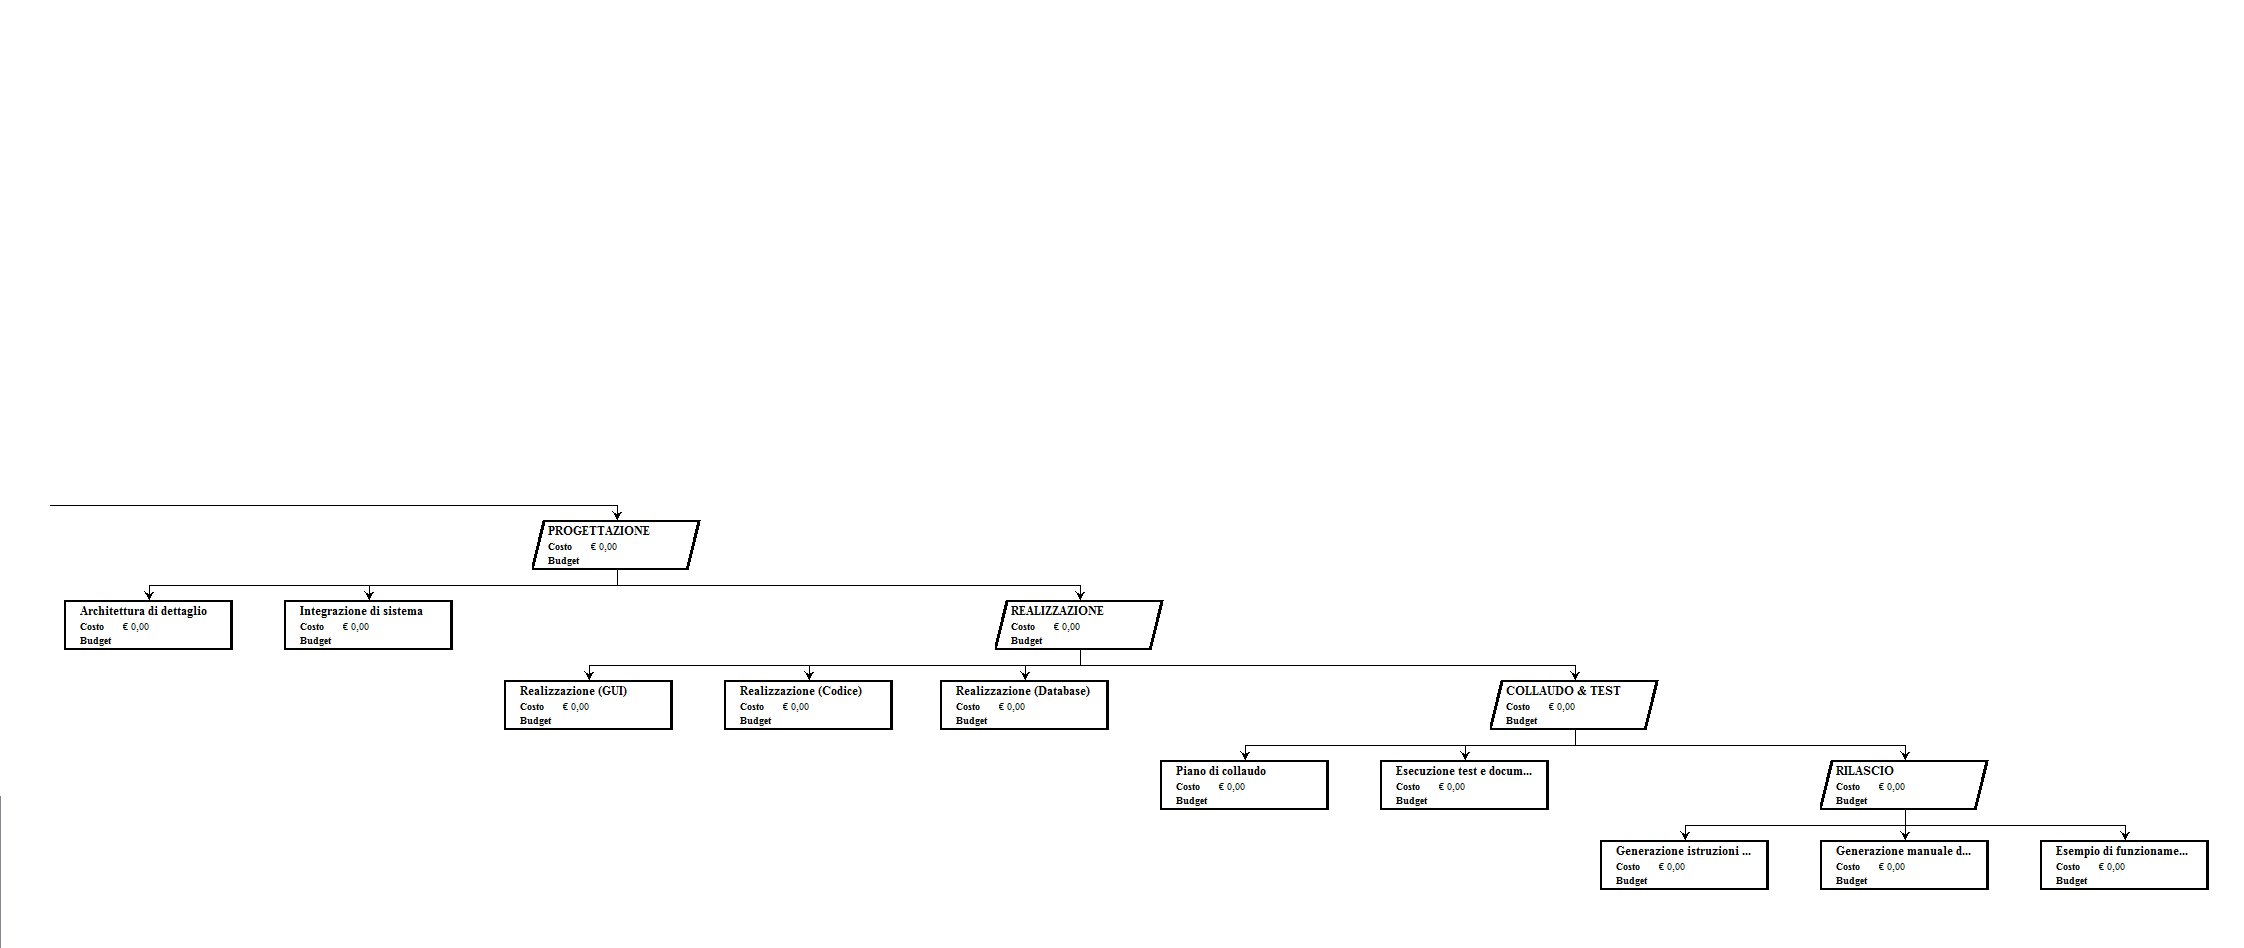 PROGETTAZIONE
Costo € 0,00
Budget
Architettura di dettaglio
Costo € 0,00
Budget
Integrazione di sistema
Costo € 0,00
Budget
REALIZZAZIONE
Costo € 0,00
Budget
Realizzazione (GUI)
Costo € 0,00
Budget
Realizzazione (Codice)
Costo € 0,00
Budget
Realizzazione (Database)
Costo € 0,00
Budget
COLLAUDO & TEST
Costo € 0,00
Budget
Piano di collaudo
Costo € 0,00
Budget
Esecuzione test e docum...
Costo € 0,00
Budget
RILASCIO
Costo € 0,00
Budget
Generazione istruzioni ...
Costo € 0,00
Budget
Generazione manuale d...
Costo € 0,00
Budget
Esempio di funzioname...
Costo € 0,00
Budget